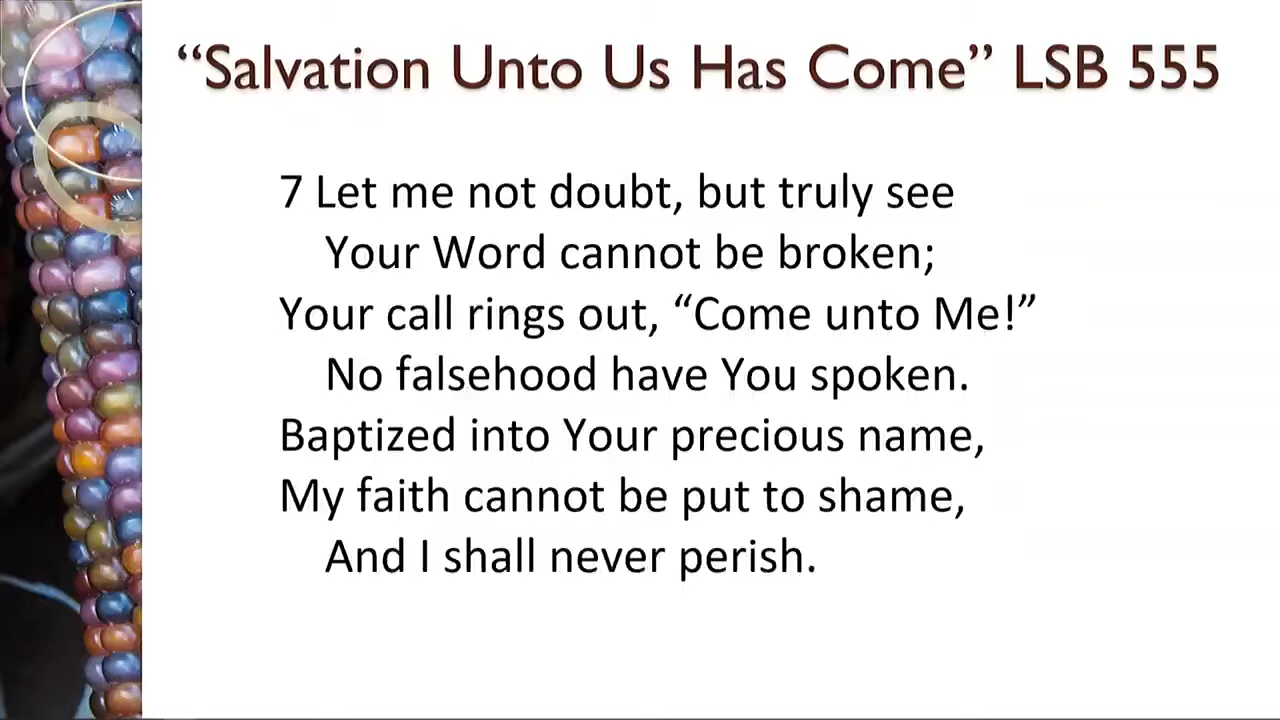 “Salvation Unto Us Has Come” LSB 555
7 Let me not doubt, but truly see
Your Word cannot be broken;
Your call rings out, “Come unto Me!”
No falsehood have You spoken.
Baptized into Your precious name,
My faith cannot be put to shame,
And I shall never perish.